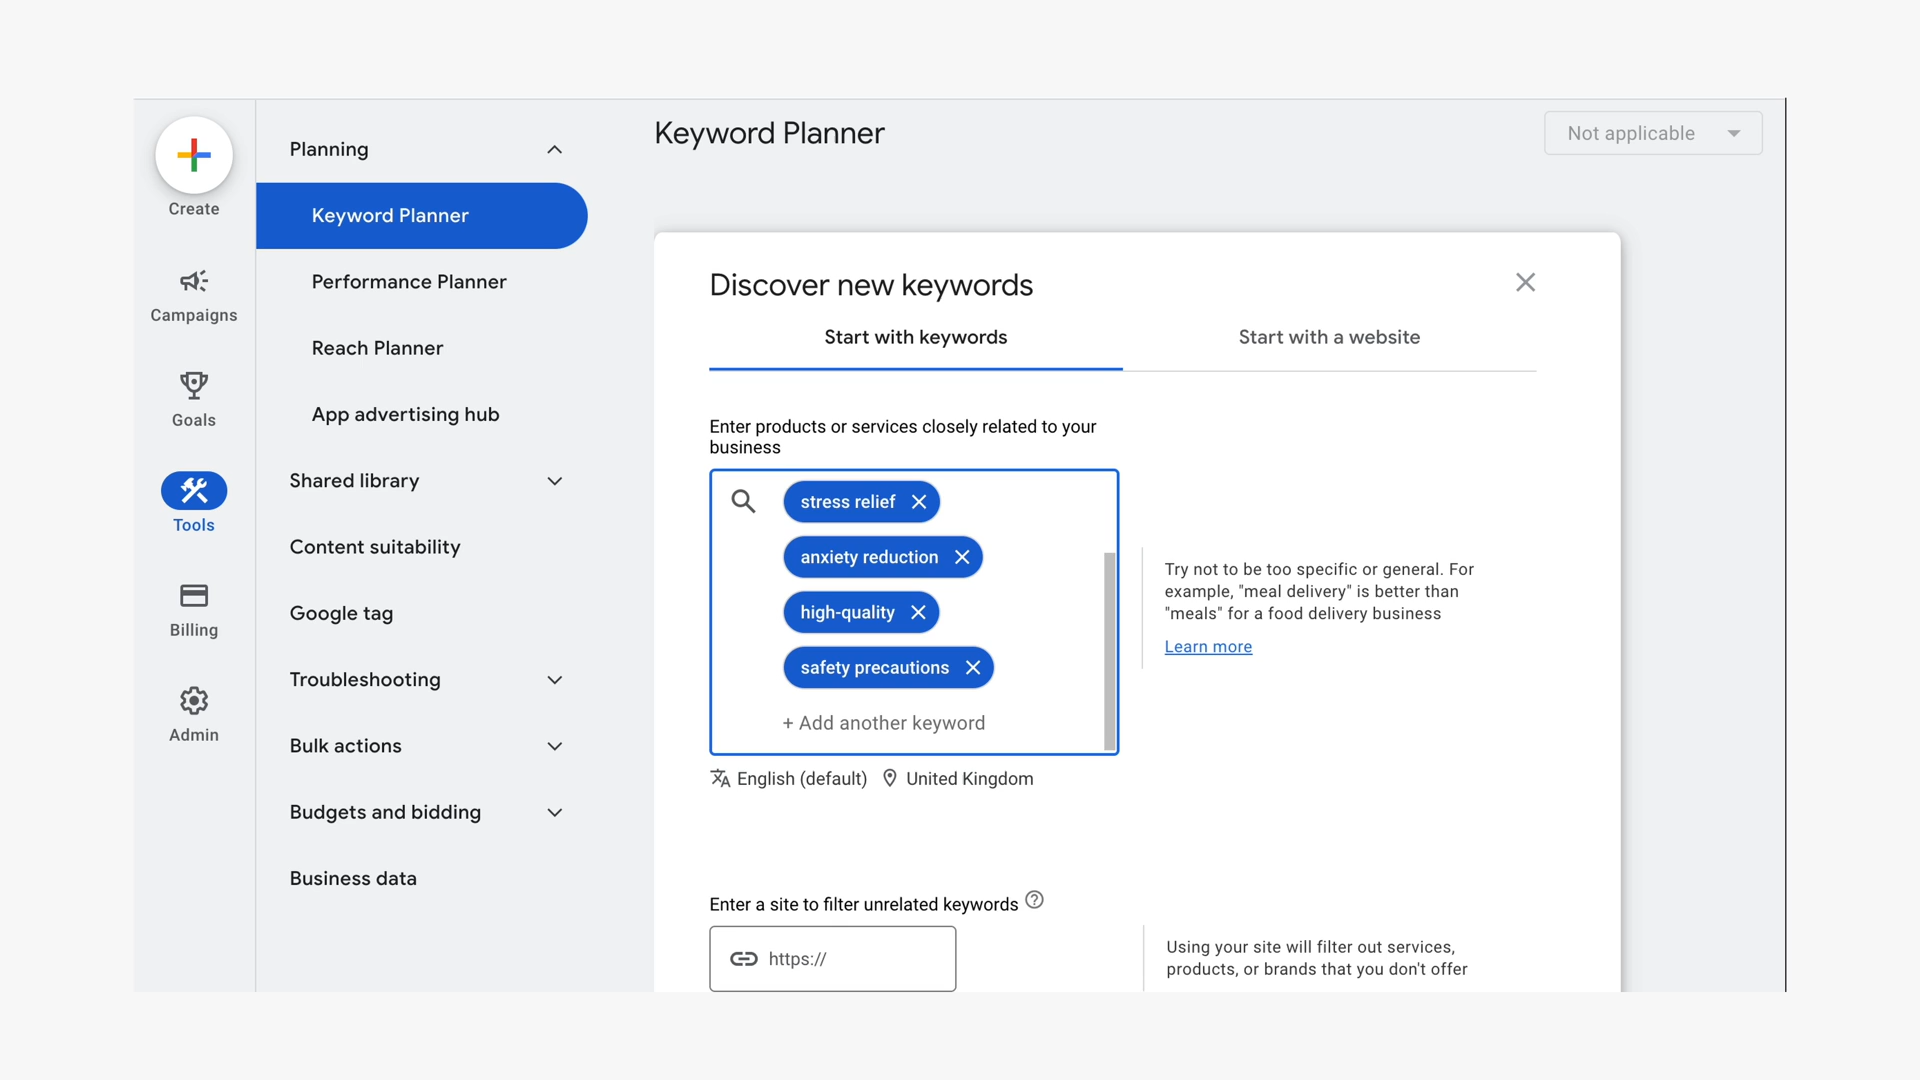 Create
Campaigns
Goals
Tools
Billing
Admin
Planning
Keyword Planner
Performance Planner
Reach Planner
App advertising hub
Shared library
Content suitability
Google tag
Troubleshooting
Bulk actions
Budgets and bidding
Business data
Keyword Planner
Not applicable
Discover new keywords
Start with keywords
Start with a website
Enter products or services closely related to your
business
stress relief
anxiety reduction
high-quality
safety precautions
+ Add another keyword
English (default)
United Kingdom
Try not to be too specific or general. For
example, "meal delivery" is better than
"meals" for a food delivery business
Learn more
Enter a site to filter unrelated keywords
https://
Using your site will filter out services,
products, or brands that you don't offer